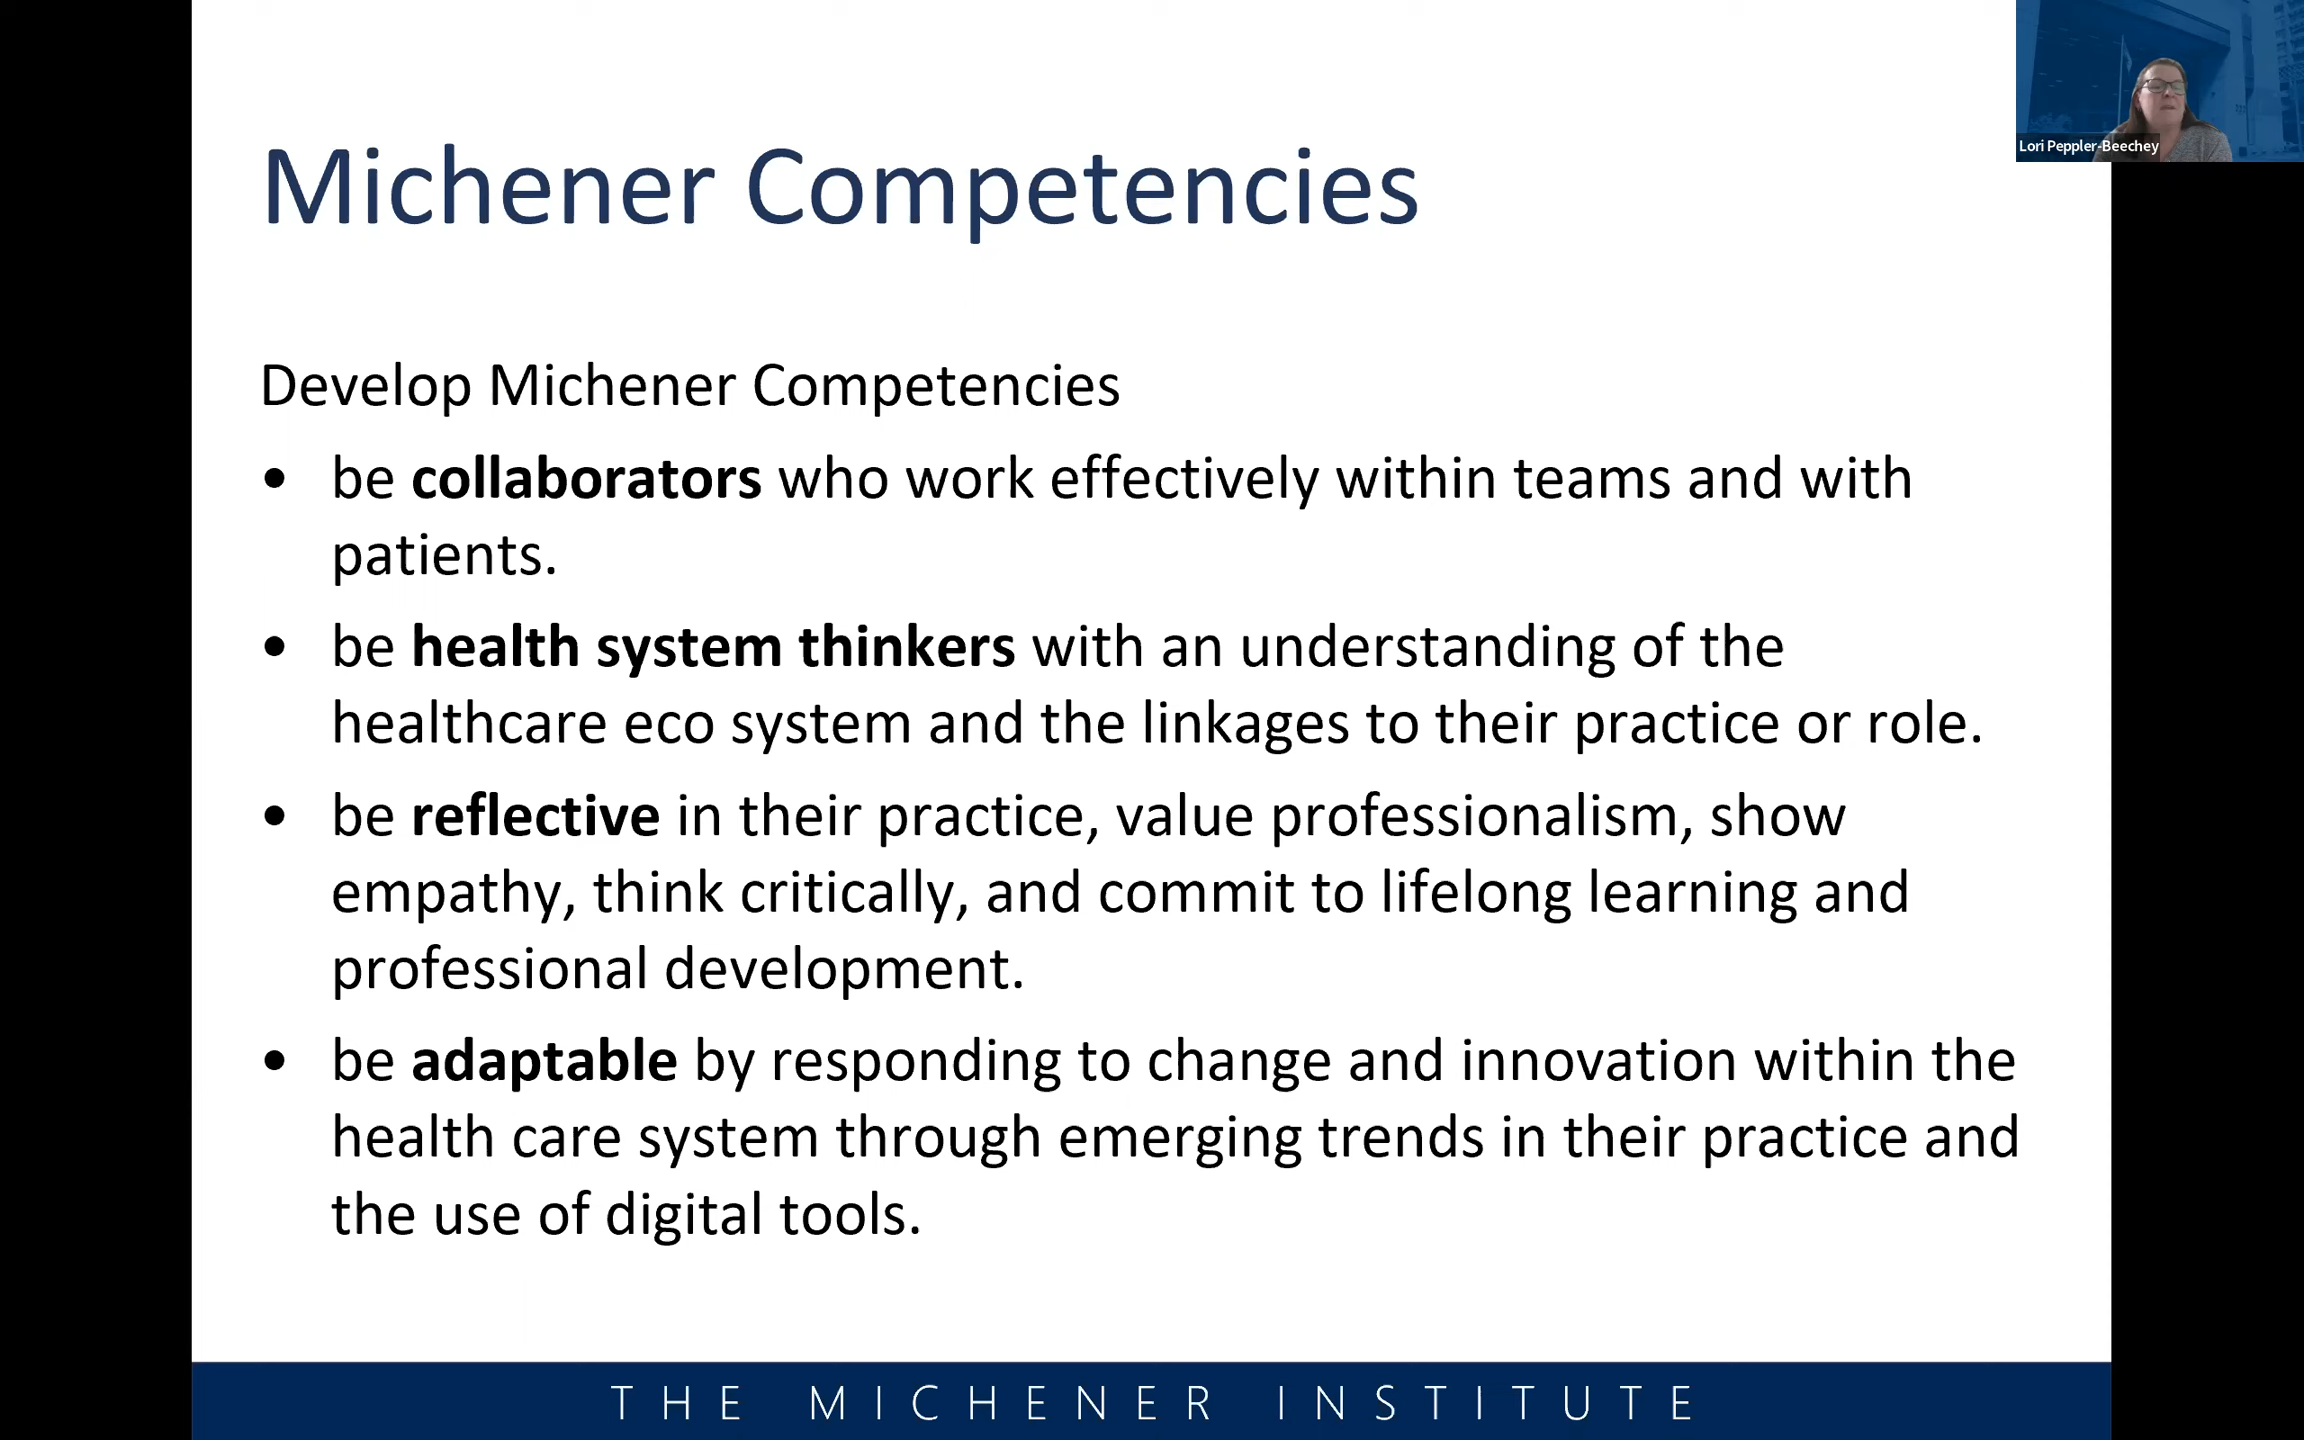 Michener Competencies
Lori Peppler-Beechey
Develop Michener Competencies
• be collaborators who work effectively within teams and with
patients.
• be health system thinkers with an understanding of the
healthcare eco system and the linkages to their practice or role.
• be reflective in their practice, value professionalism, show
empathy, think critically, and commit to lifelong learning and
professional development.
• be adaptable by responding to change and innovation within the
health care system through emerging trends in their practice and
the use of digital tools.
THE MICHENER INSTITUTE